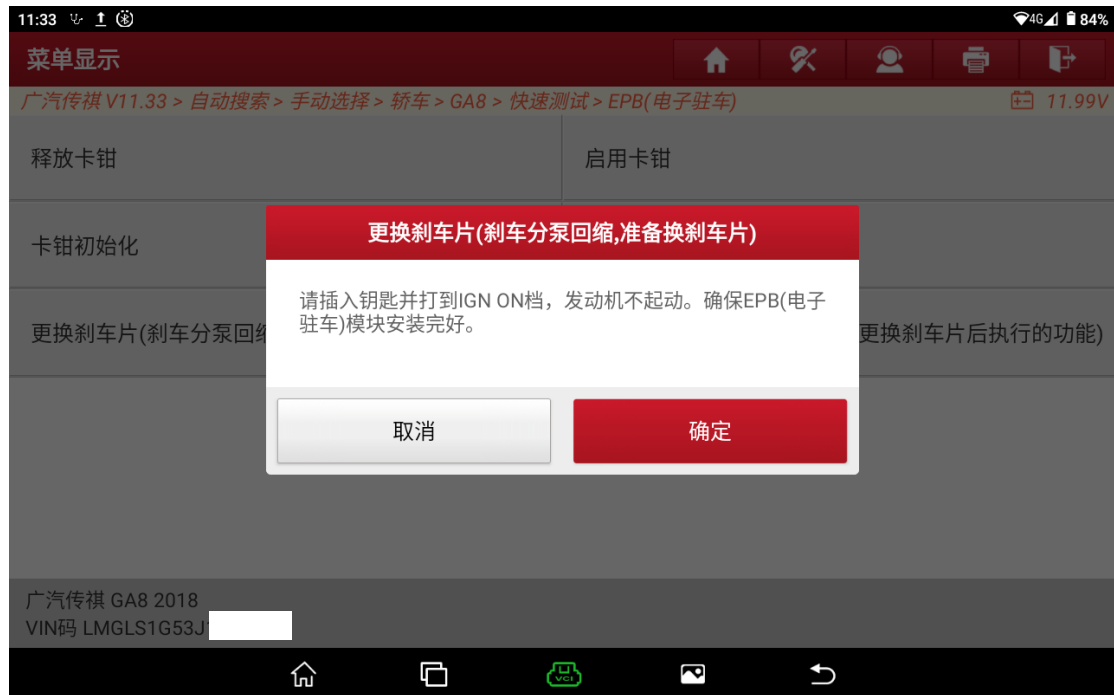 11:33
4G 84%
菜单显示
广汽传祺 V11.33 > 自动搜索 > 手动选择 > 轿车 > GA8 > 快速测试 > EPB(电子驻车)
11.99V
释放卡钳
启用卡钳
卡钳初始化
更换刹车片(刹车分泵回缩,准备换刹车片)
请插入钥匙并打到IGN ON档，发动机不起动。确保EPB(电子
驻车)模块安装完好。
更换刹车片(刹车分泵回缩
更换刹车片后执行的功能)
取消
确定
广汽传祺 GA8 2018
VIN码 LMGLS1G53J
VCI